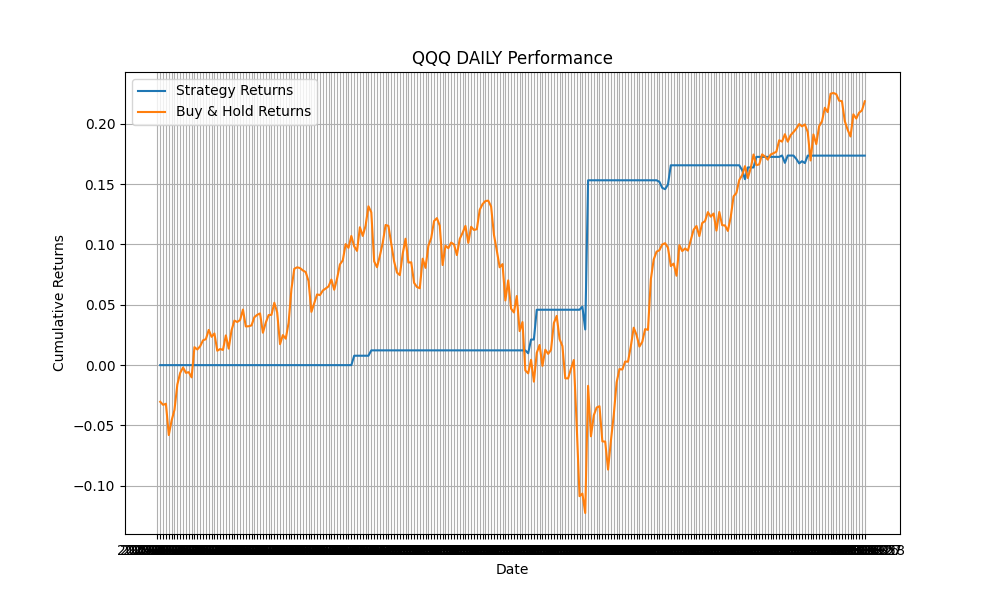 QQQ DAILY Performance
Strategy Returns
Buy & Hold Returns
Cumulative Returns
0.20
0.15
0.10
0.05
0.00
−0.05
−0.10
Date